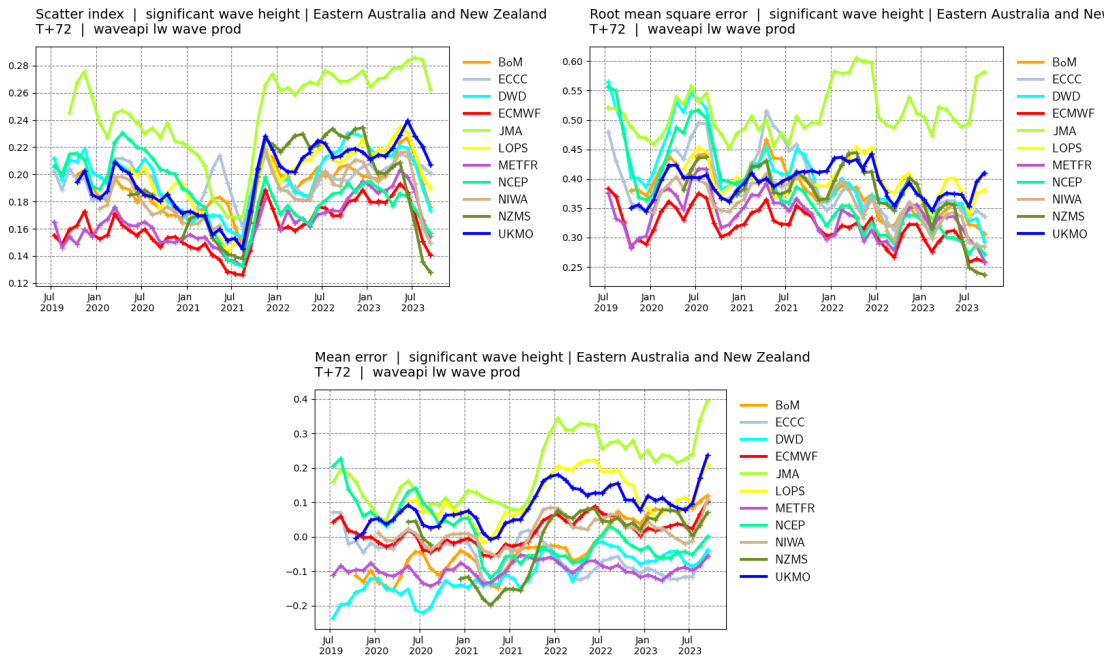 Scatter index | significant wave height | Eastern Australia and New Zealand
T+72 | waveapi lw wave prod
0.28
0.26
0.24
0.22
0.20
0.18
0.16
0.14
0.12
Jul 2019
Jan 2020
Jul 2020
Jan 2021
Jul 2021
Jan 2022
Jul 2022
Jan 2023
Jul 2023
BoM
ECCC
DWD
ECMWF
JMA
LOPS
METFR
NCEP
NIWA
NZMS
UKMO
Root mean square error | significant wave height | Eastern Australia and Ne
T+72 | waveapi lw wave prod
0.60
0.55
0.50
0.45
0.40
0.35
0.30
0.25
Jul 2019
Jan 2020
Jul 2020
Jan 2021
Jul 2021
Jan 2022
Jul 2022
Jan 2023
Jul 2023
BoM
ECCC
DWD
ECMWF
JMA
LOPS
METFR
NCEP
NIWA
NZMS
UKMO
Mean error | significant wave height | Eastern Australia and New Zealand
T+72 | waveapi lw wave prod
0.4
0.3
0.2
0.1
0.0
−0.1
−0.2
Jul 2019
Jan 2020
Jul 2020
Jan 2021
Jul 2021
Jan 2022
Jul 2022
Jan 2023
Jul 2023
BoM
ECCC
DWD
ECMWF
JMA
LOPS
METFR
NCEP
NIWA
NZMS
UKMO